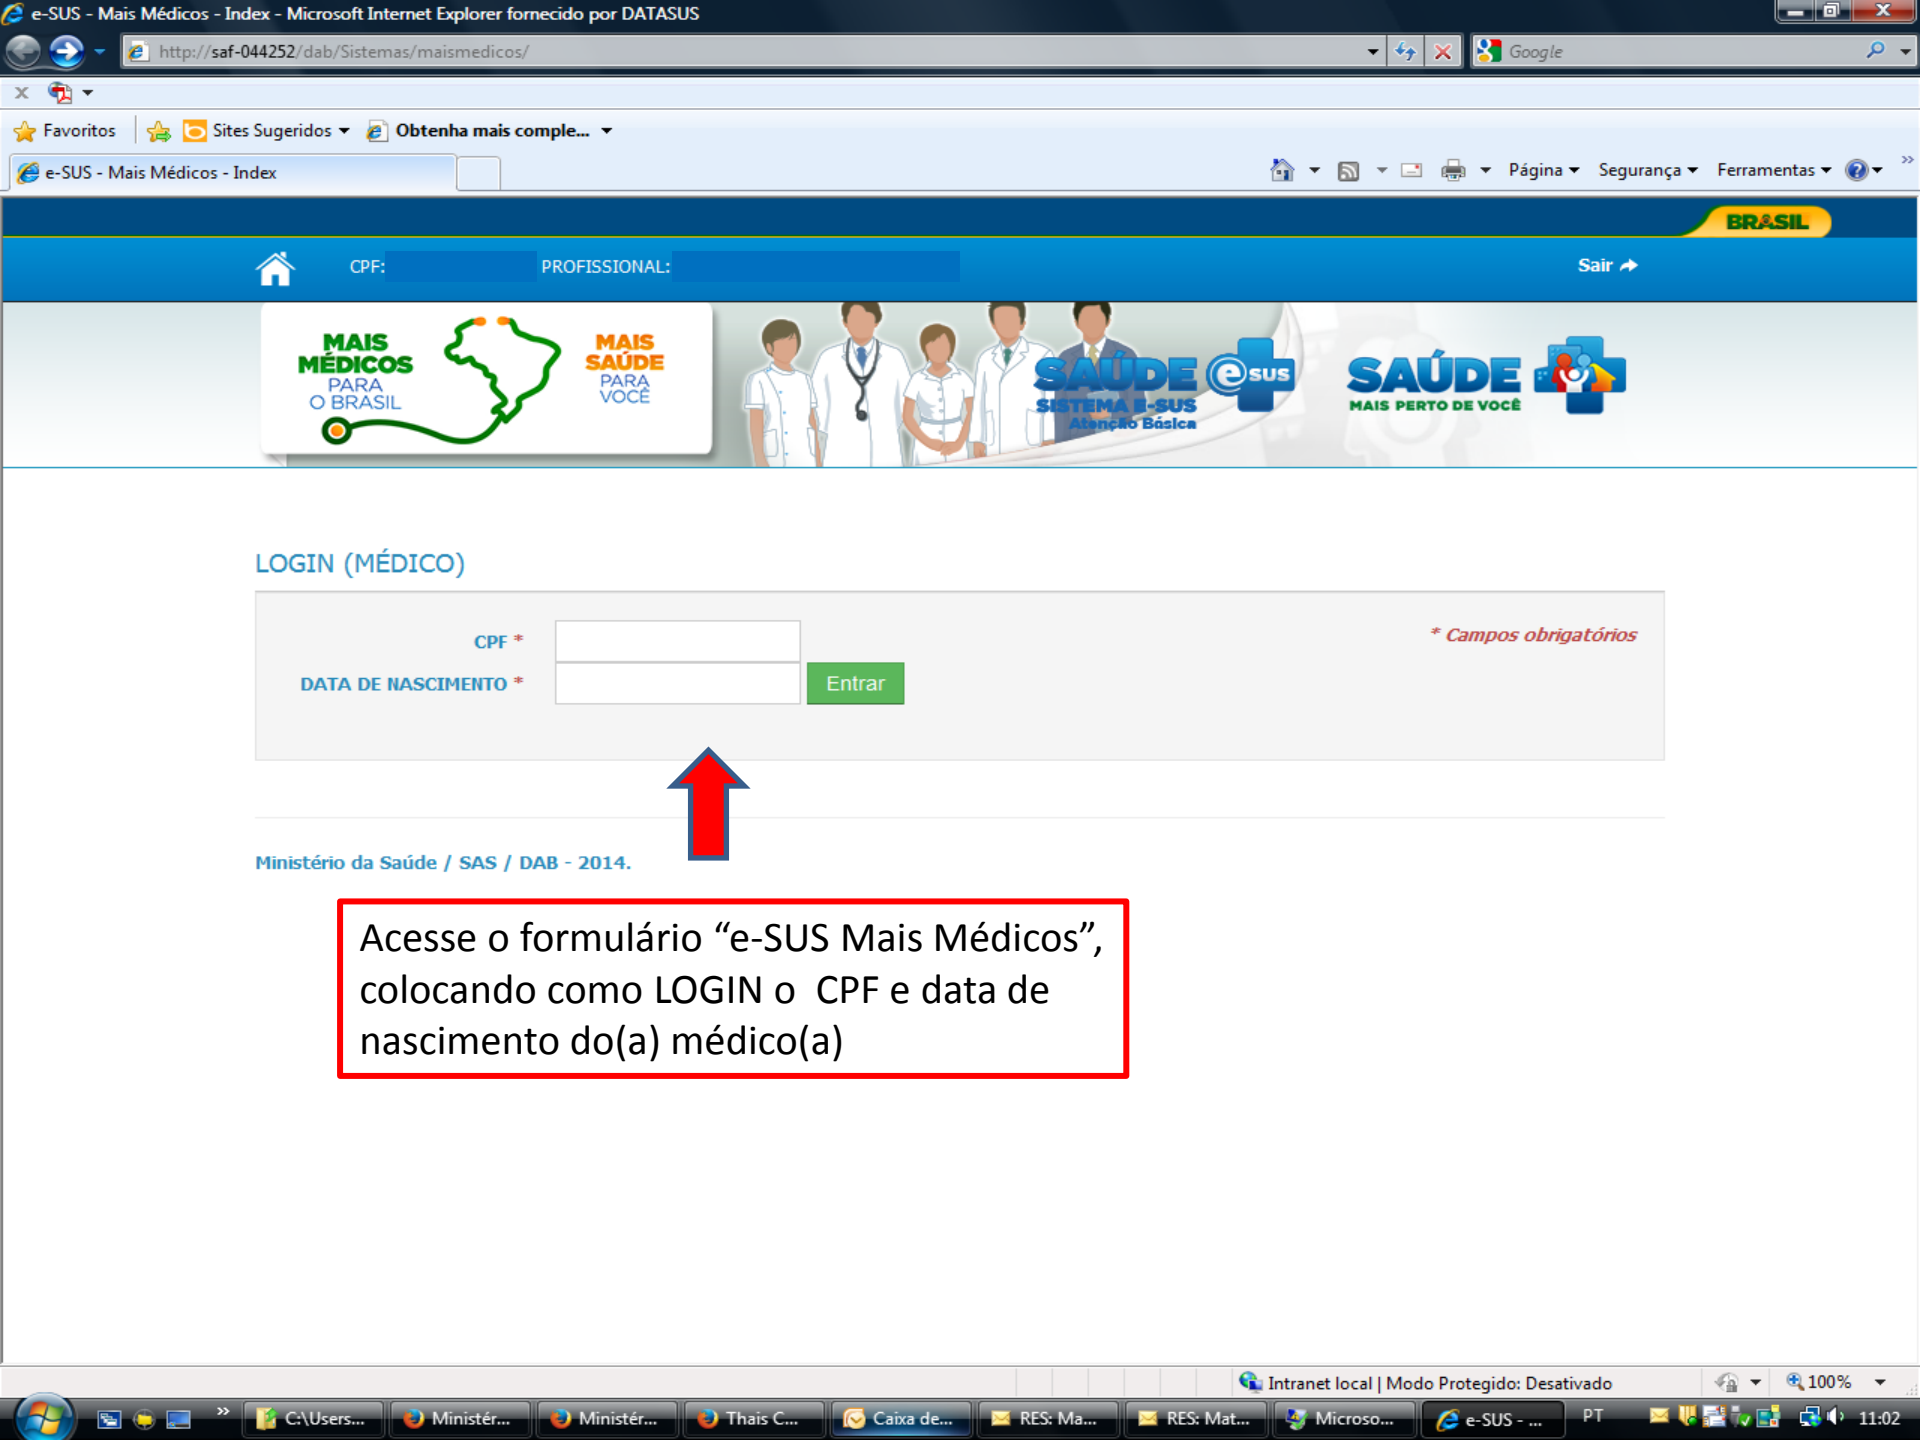 e-SUS - Mais Médicos - Index - Microsoft Internet Explorer fornecido por DATASUS
http://saf-044252/dab/Sistemas/maismedicos/
Google
x
Favoritos Sites Sugeridos Obtenha mais comple...
e-SUS - Mais Médicos - Index
Página Segurança Ferramentas
BRASIL
CPF: PROFISSIONAL: Sair
MAIS
MÉDICOS
PARA
O BRASIL
MAIS
SAÚDE
PARA
VOCÊ
SAÚDE
SISTEMA E-SUS
Atenção Básica
esus
SAÚDE
MAIS PERTO DE VOCÊ
LOGIN (MÉDICO)
CPF *
* Campos obrigatórios
DATA DE NASCIMENTO * Entrar
Ministério da Saúde / SAS / DAB - 2014.
Acesse o formulário “e-SUS Mais Médicos”,
colocando como LOGIN o  CPF e data de
nascimento do(a) médico(a)
Intranet local | Modo Protegido: Desativado 100%
C:\Users... Ministér... Ministér... Thais C... Caixa de... RES: Ma... RES: Mat... Microso... e-SUS - ... PT 11:02